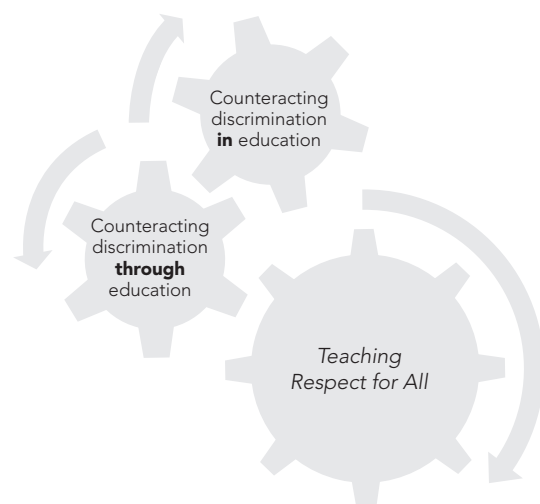 Counteracting
discrimination
in education
Counteracting
discrimination
through
education
Teaching
Respect for All